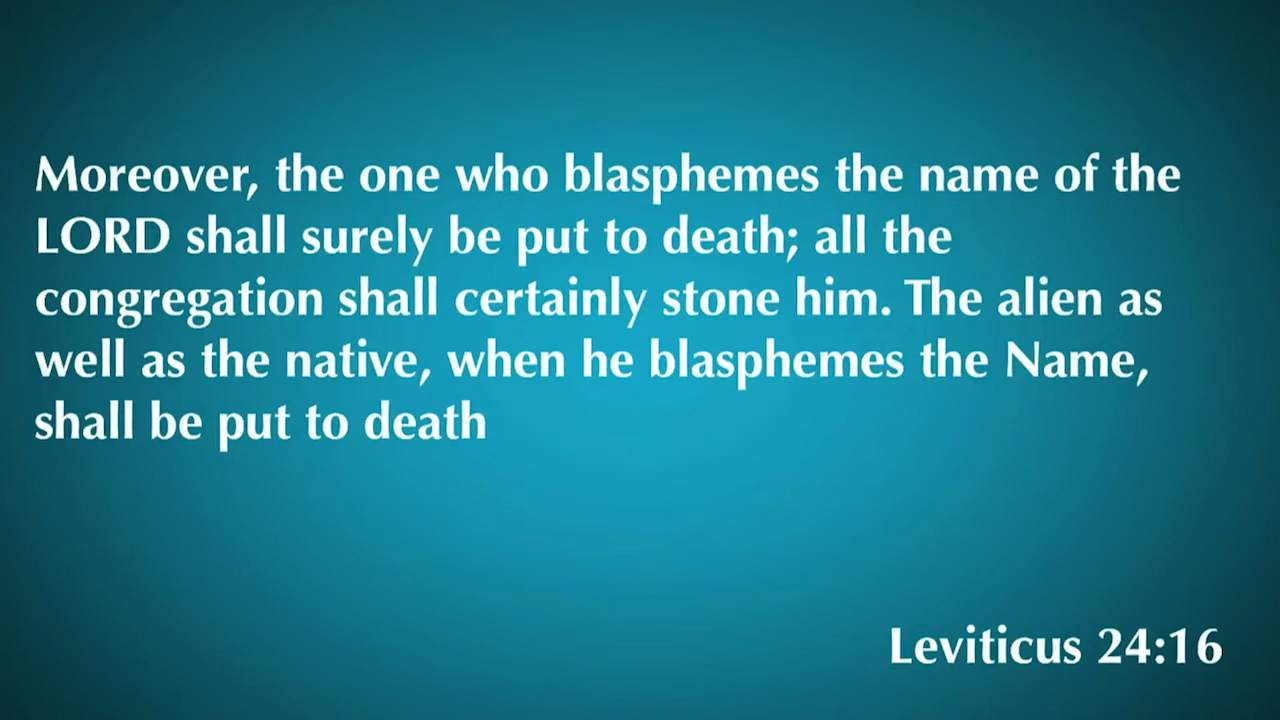 Moreover, the one who blasphemes the name of the
LORD shall surely be put to death; all the
congregation shall certainly stone him. The alien as
well as the native, when he blasphemes the Name,
shall be put to death
Leviticus 24:16